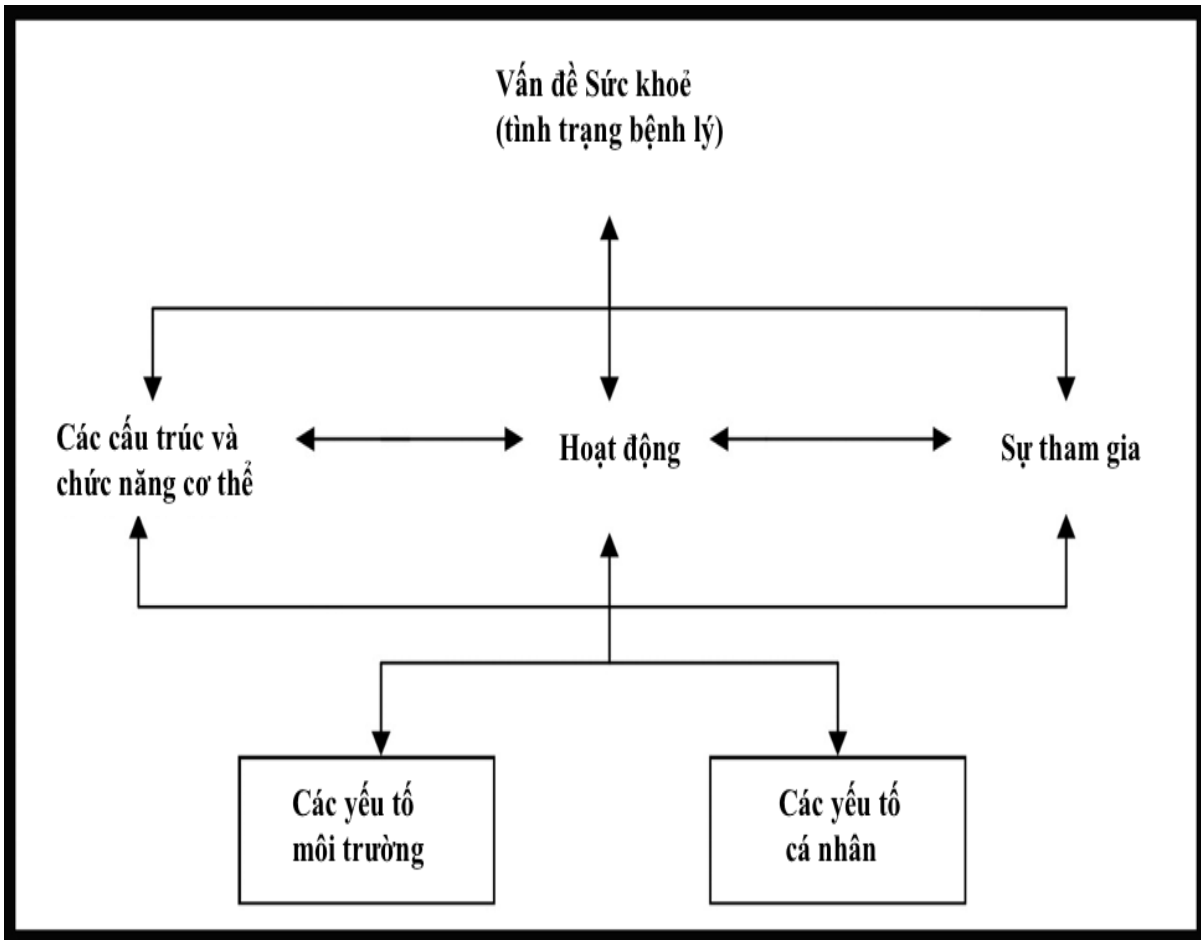 Vấn đề Sức khoẻ
(tình trạng bệnh lý)
Các cấu trúc và
chức năng cơ thể
Hoạt động
Sự tham gia
Các yếu tố
môi trường
Các yếu tố
cá nhân